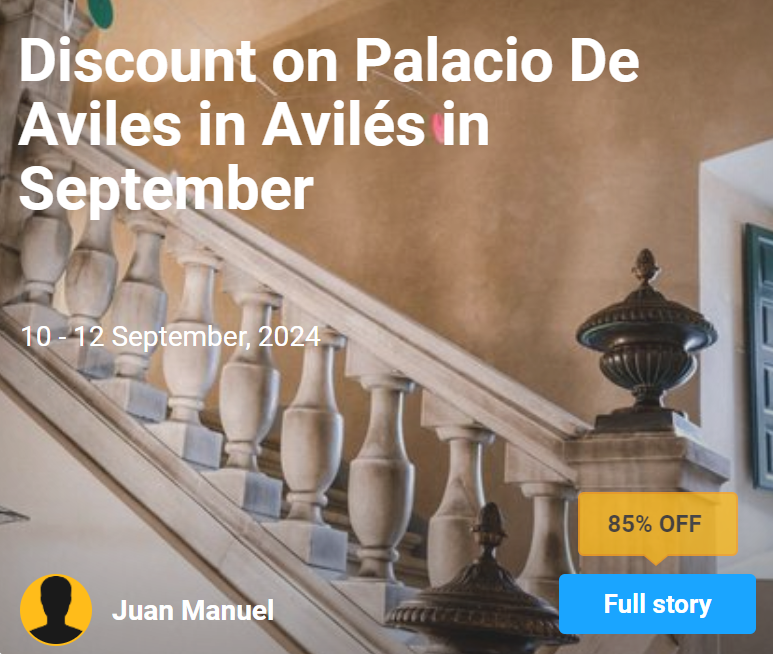 Discount on Palacio De
Aviles in Avilés in
September
10 - 12 September, 2024
85% OFF
Juan Manuel
Full story